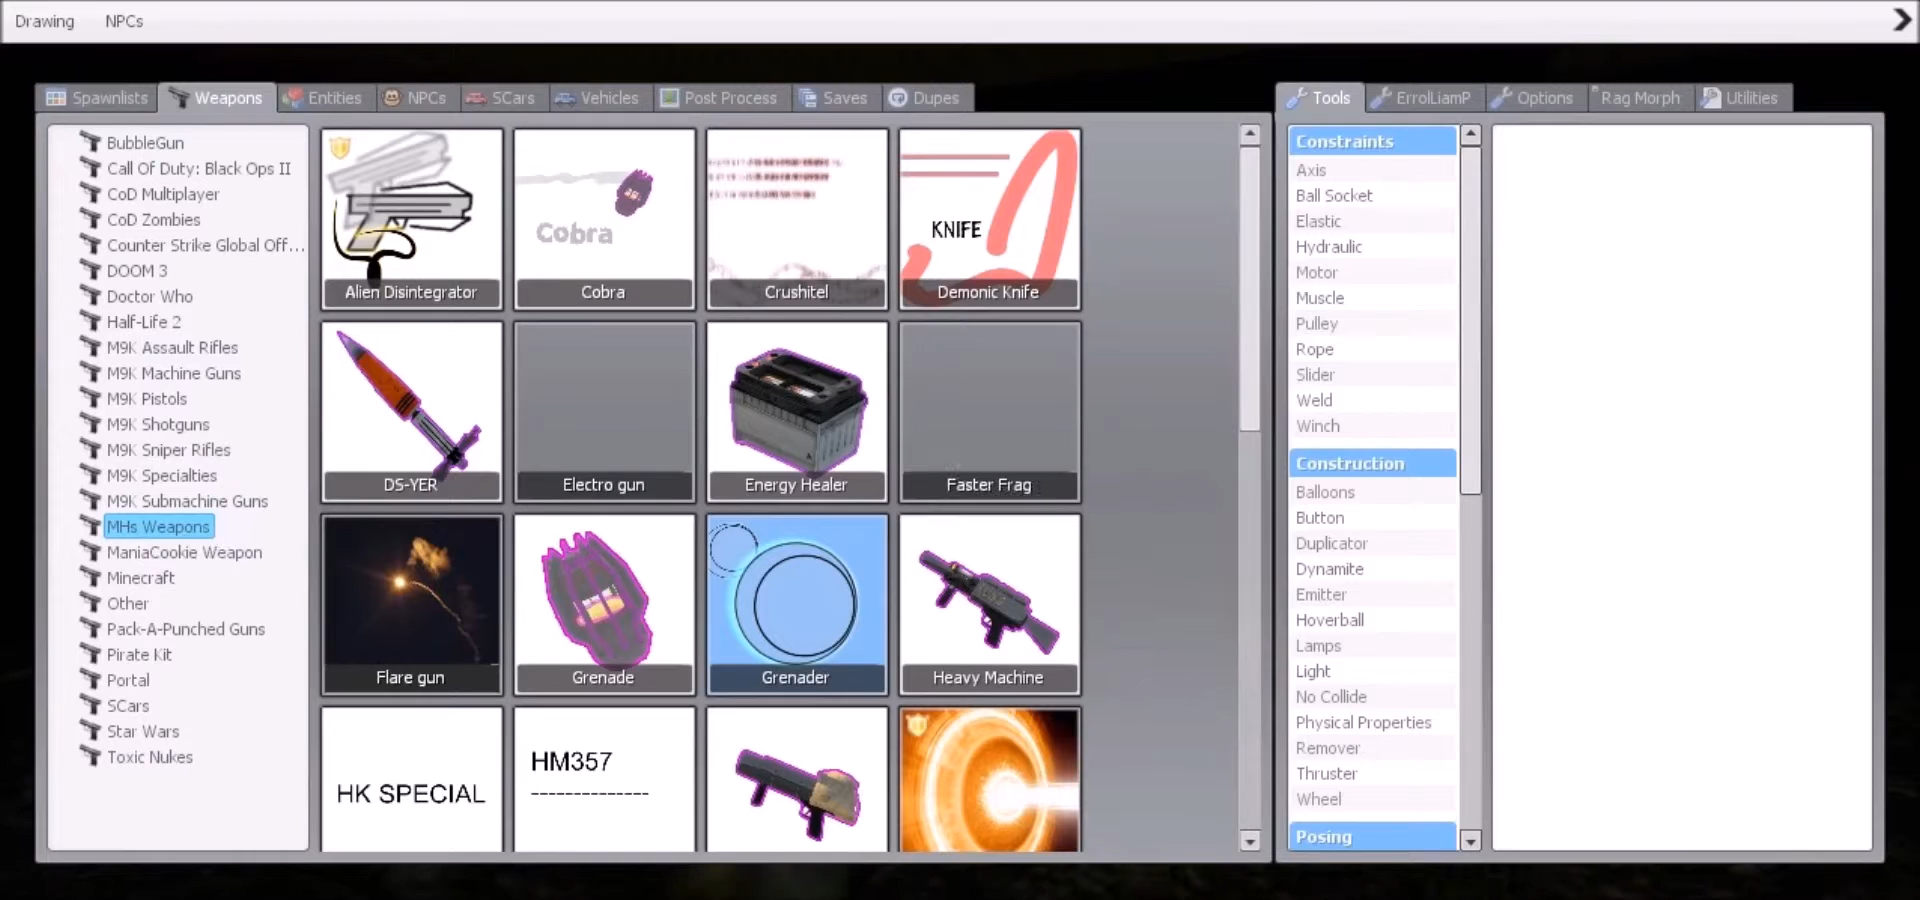 Drawing NPCs
Spawnlists Weapons Entities NPCs SCars Vehicles Post Process Saves Dupes
BubbleGun
Call Of Duty: Black Ops II
CoD Multiplayer
CoD Zombies
Counter Strike Global Off...
DOOM 3
Doctor Who
Half-Life 2
M9K Assault Rifles
M9K Machine Guns
M9K Pistols
M9K Shotguns
M9K Sniper Rifles
M9K Specialties
M9K Submachine Guns
MHs Weapons
ManiaCookie Weapon
Minecraft
Other
Pack-A-Punched Guns
Pirate Kit
Portal
SCars
Star Wars
Toxic Nukes
Alien Disintegrator
Cobra
Cobra
Crushitel
KNIFE
Demonic Knife
DS-YER
Electro gun
Energy Healer
Faster Frag
Flare gun
Grenade
Grenader
Heavy Machine
HK SPECIAL
HM357
--------------
Tools ErrolLiamP Options Rag Morph Utilities
Constraints
Axis
Ball Socket
Elastic
Hydraulic
Motor
Muscle
Pulley
Rope
Slider
Weld
Winch
Construction
Balloons
Button
Duplicator
Dynamite
Emitter
Hoverball
Lamps
Light
No Collide
Physical Properties
Remover
Thruster
Wheel
Posing